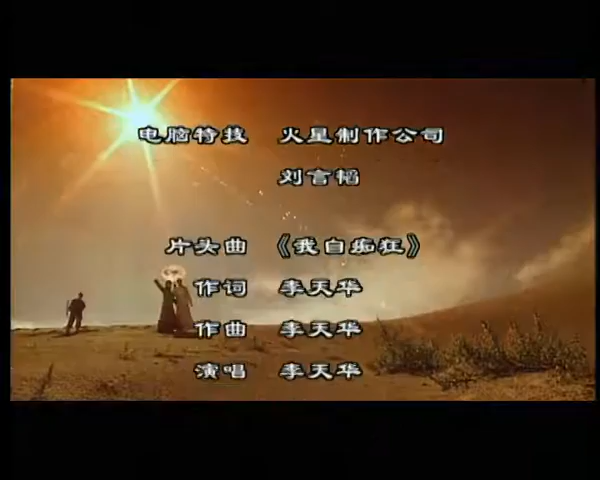 电脑特技 火星制作公司
刘言韬
片头曲 《我自痴狂》
作词 李天华
作曲 李天华
演唱 李天华